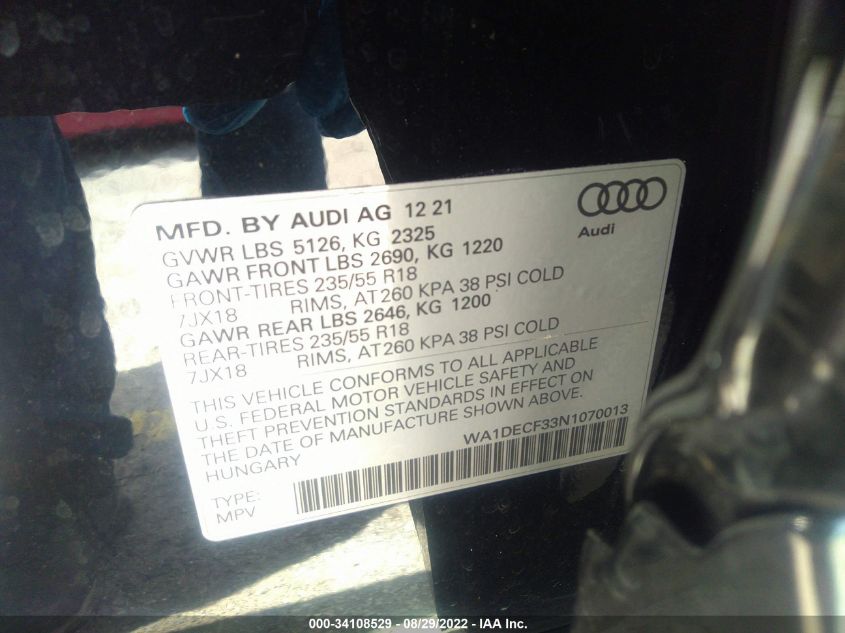 MFD. BY AUDI AG 12 21
Audi
GVWR LBS 5126, KG 2325
GAWR FRONT LBS 2690, KG 1220
FRONT-TIRES 235/55 R18
7JX18 RIMS, AT 260 KPA 38 PSI COLD
GAWR REAR LBS 2646, KG 1200
REAR-TIRES 235/55 R18
7JX18 RIMS, AT 260 KPA 38 PSI COLD
THIS VEHICLE CONFORMS TO ALL APPLICABLE
U.S. FEDERAL MOTOR VEHICLE SAFETY AND
THEFT PREVENTION STANDARDS IN EFFECT ON
THE DATE OF MANUFACTURE SHOWN ABOVE.
HUNGARY
WA1DECF33N1070013
TYPE:
MPV
000-34108529 - 08/29/2022 - IAA Inc.